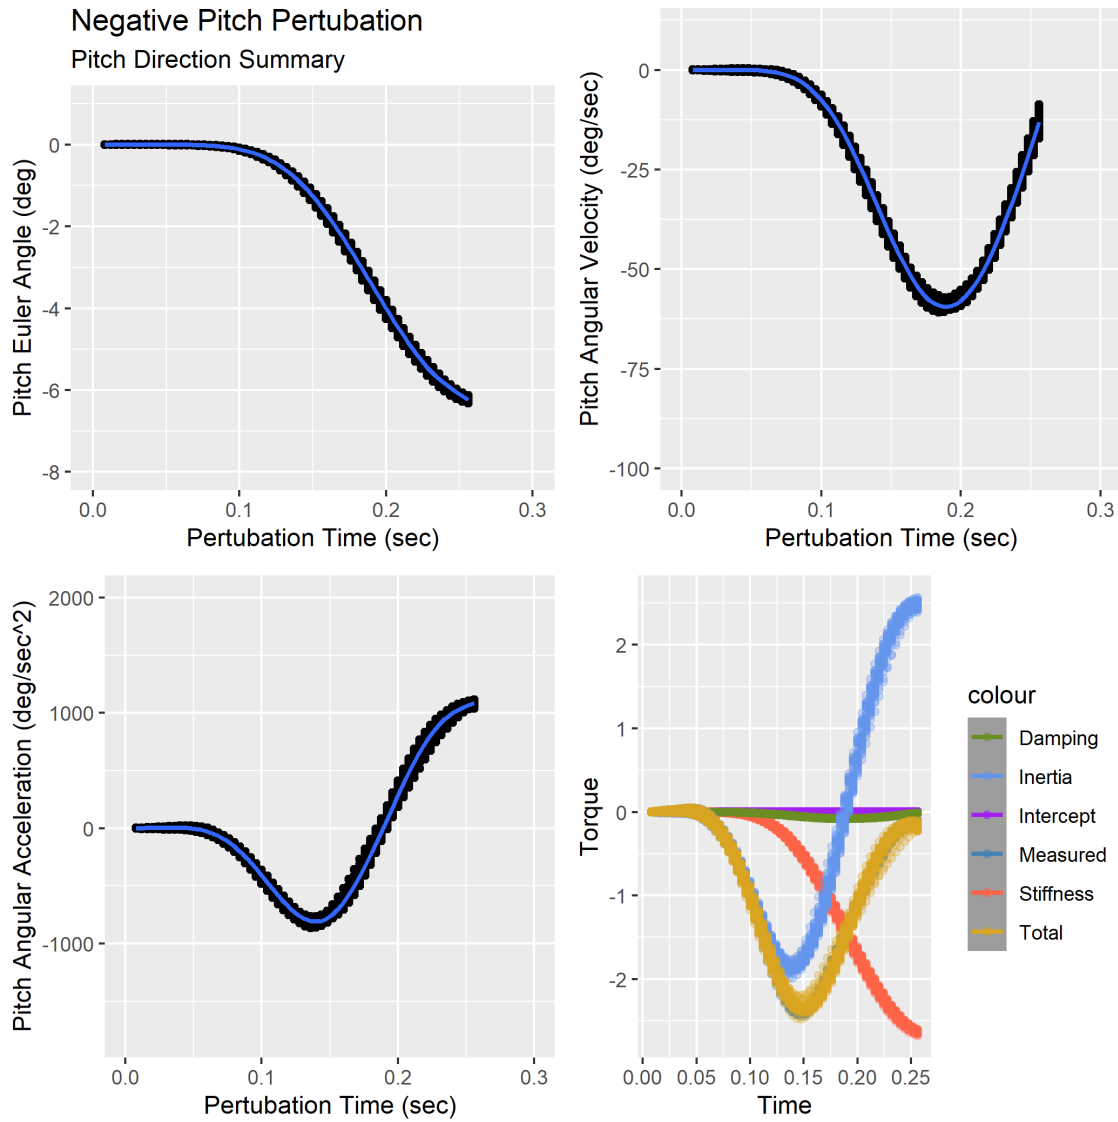 Negative Pitch Pertubation
Pitch Direction Summary
Pitch Euler Angle (deg)
0
-2
-4
-6
-8
0.0 0.1 0.2 0.3
Pertubation Time (sec)
Pitch Angular Velocity (deg/sec)
0
-25
-50
-75
-100
0.0 0.1 0.2 0.3
Pertubation Time (sec)
Pitch Angular Acceleration (deg/sec^2)
2000
1000
0
-1000
0.0 0.1 0.2 0.3
Pertubation Time (sec)
Torque
2
1
0
-1
-2
0.00 0.05 0.10 0.15 0.20 0.25
Time
colour
Damping
Inertia
Intercept
Measured
Stiffness
Total